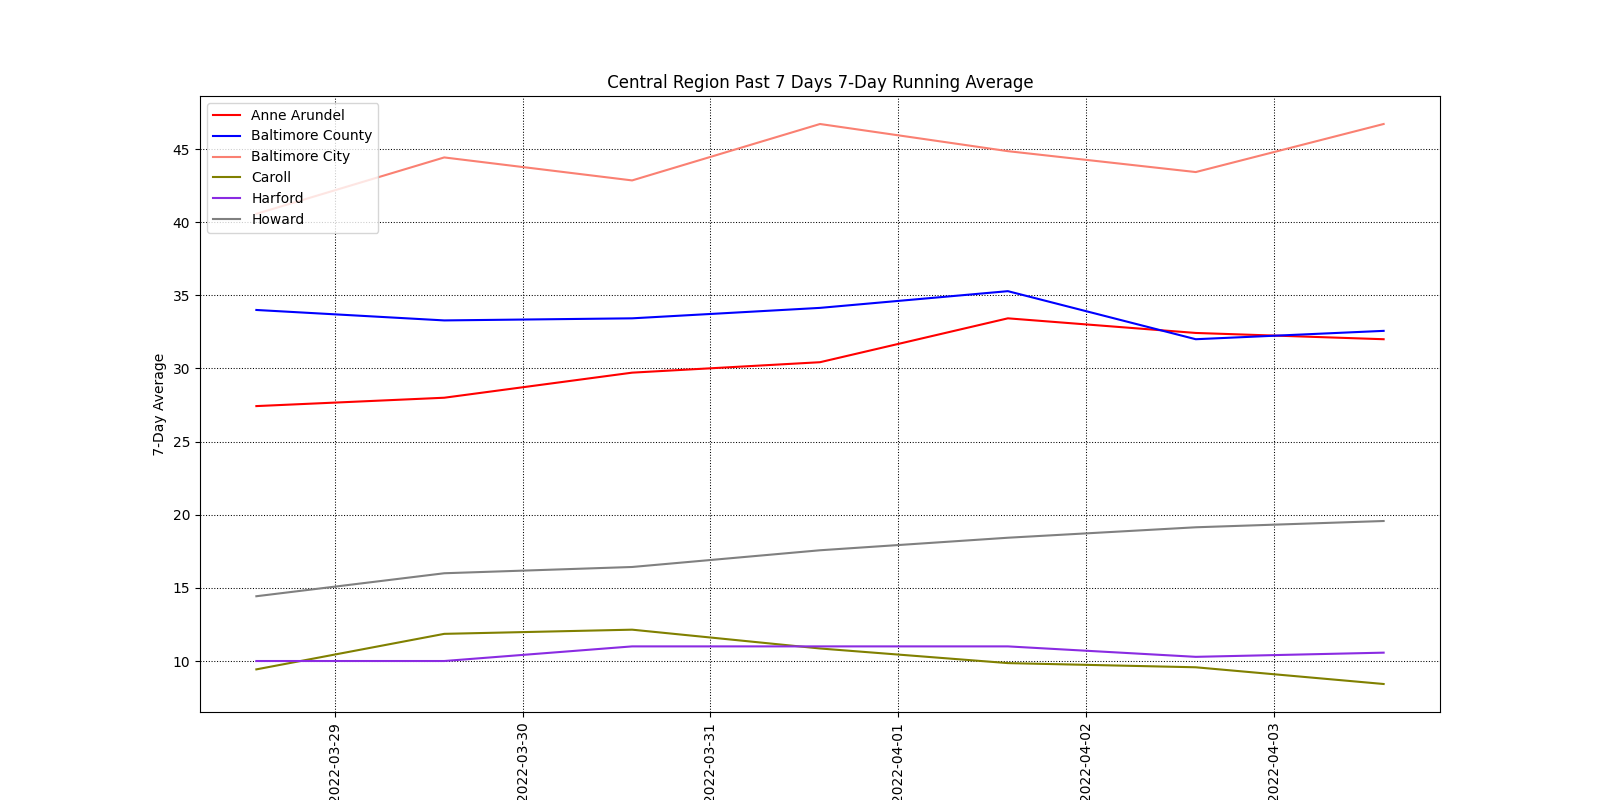 Central Region Past 7 Days 7-Day Running Average
Anne Arundel
Baltimore County
Baltimore City
Caroll
Harford
Howard
45
40
35
30
25
20
15
10
7-Day Average
2022-03-29
2022-03-30
2022-03-31
2022-04-01
2022-04-02
2022-04-03